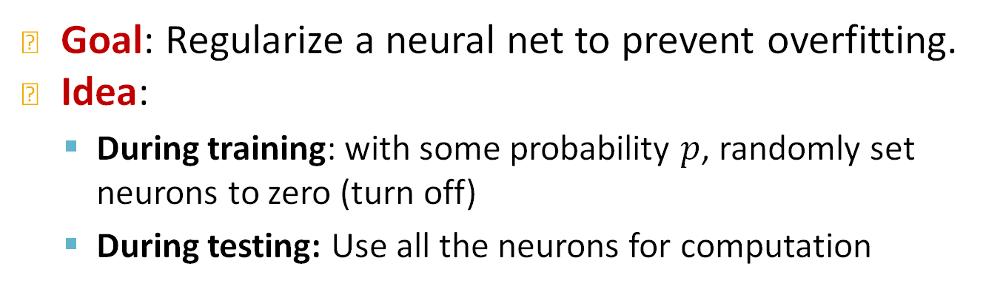 Goal: Regularize a neural net to prevent overfitting.
Idea:
During training: with some probability p, randomly set
neurons to zero (turn off)
During testing: Use all the neurons for computation